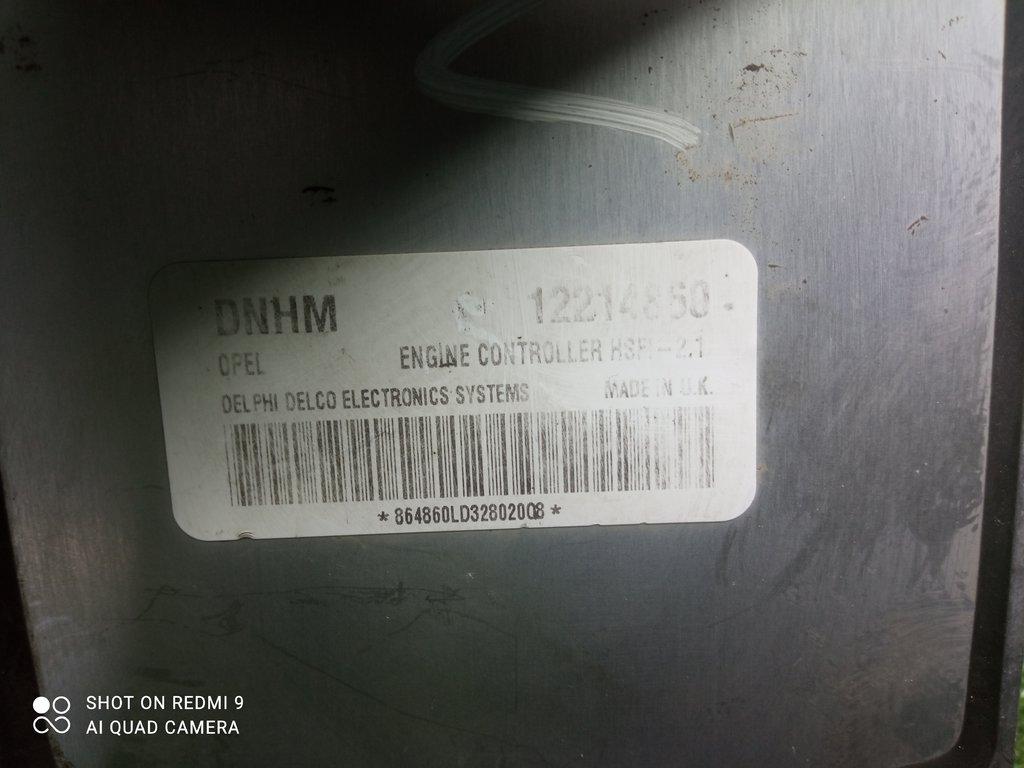 DNHM 12214850
OPEL ENGINE CONTROLLER HSFI-2.1
DELPHI DELCO ELECTRONICS SYSTEMS MADE IN U.K.
*864860LD32802008*
SHOT ON REDMI 9
AI QUAD CAMERA